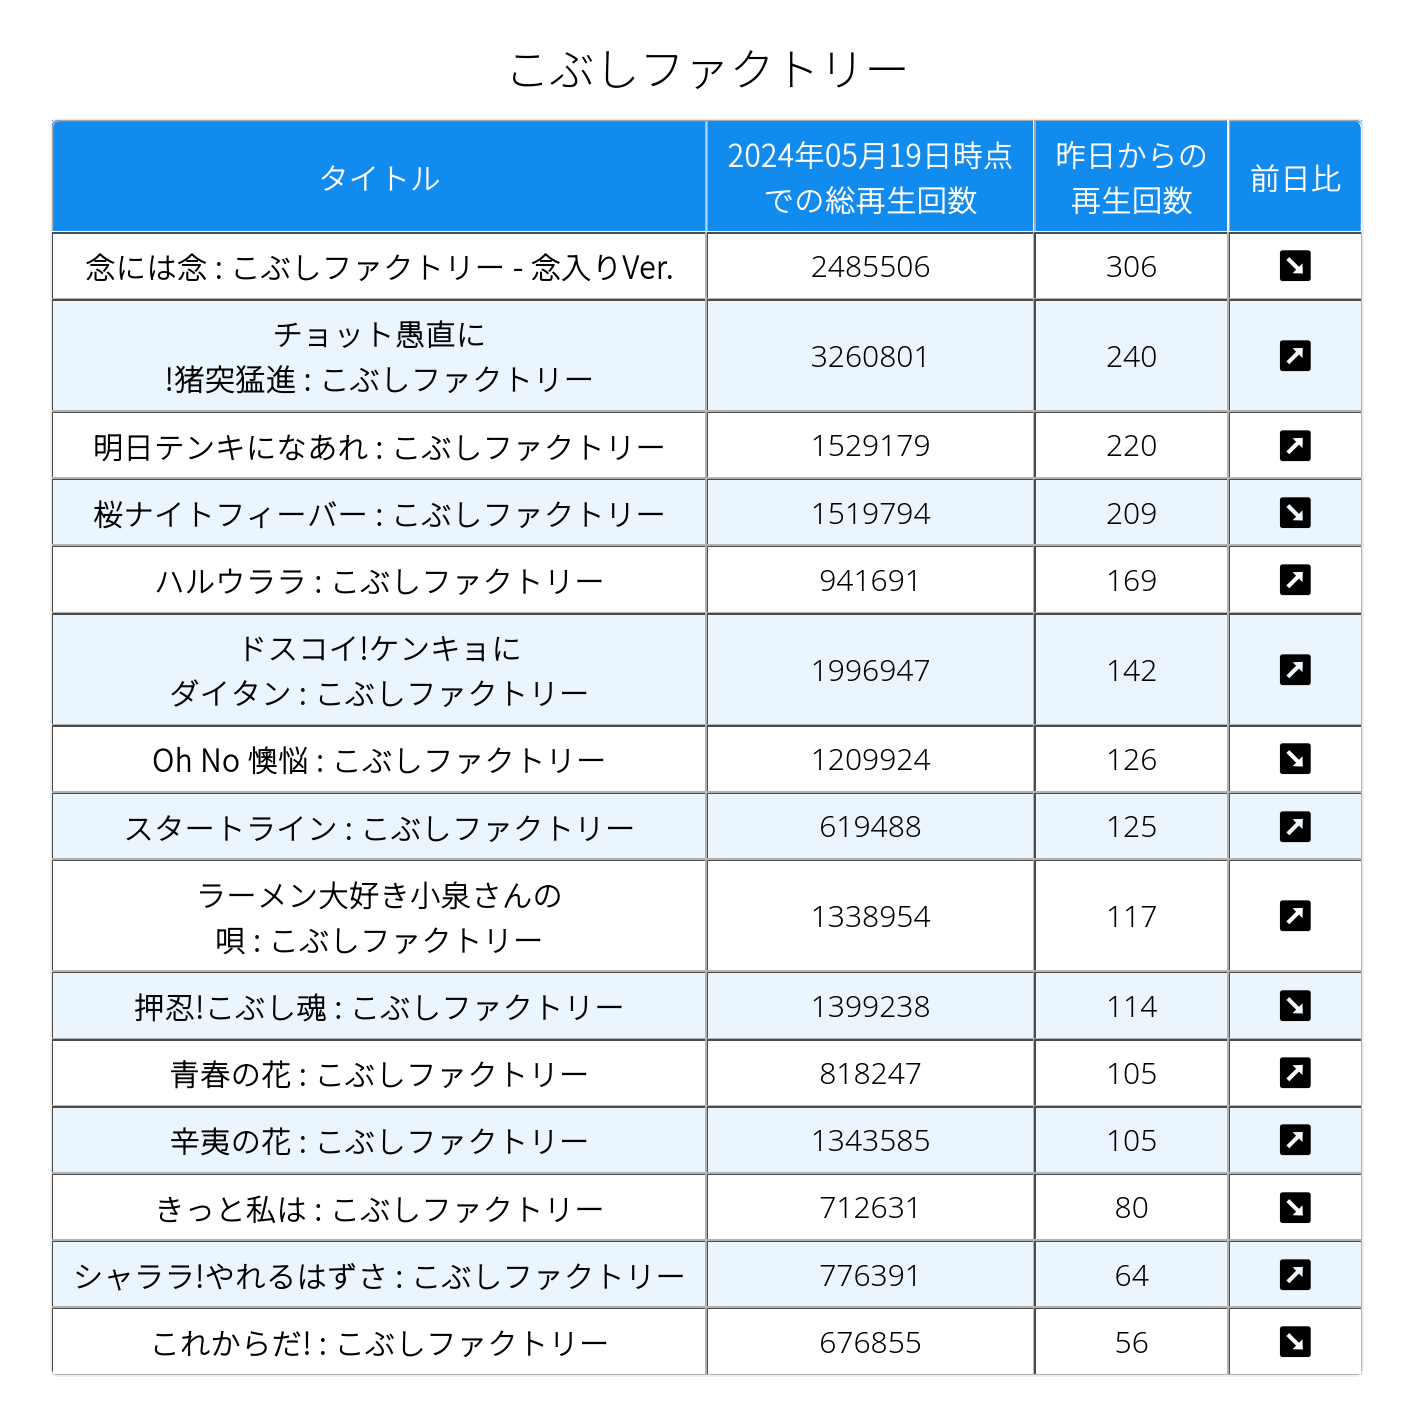 こぶしファクトリー
タイトル
2024年05月19日時点
での総再生回数
昨日からの
再生回数
前日比
念には念 : こぶしファクトリー - 念入りVer.
2485506
306
チョット愚直に
!猪突猛進 : こぶしファクトリー
3260801
240
明日テンキになあれ : こぶしファクトリー
1529179
220
桜ナイトフィーバー : こぶしファクトリー
1519794
209
ハルウララ : こぶしファクトリー
941691
169
ドスコイ!ケンキョに
ダイタン : こぶしファクトリー
1996947
142
Oh No 懊悩 : こぶしファクトリー
1209924
126
スタートライン : こぶしファクトリー
619488
125
ラーメン大好き小泉さんの
唄 : こぶしファクトリー
1338954
117
押忍!こぶし魂 : こぶしファクトリー
1399238
114
青春の花 : こぶしファクトリー
818247
105
辛夷の花 : こぶしファクトリー
1343585
105
きっと私は : こぶしファクトリー
712631
80
シャララ!やれるはずさ : こぶしファクトリー
776391
64
これからだ! : こぶしファクトリー
676855
56